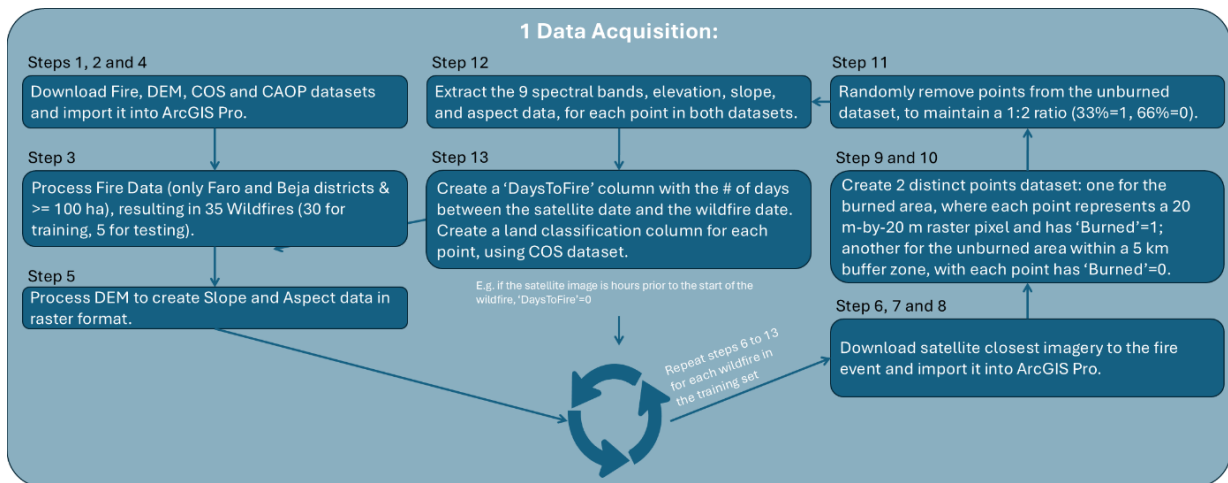 1 Data Acquisition:
Steps 1, 2 and 4
Download Fire, DEM, COS and CAOP datasets
and import it into ArcGIS Pro.
Step 3
Process Fire Data (only Faro and Beja districts &
>= 100 ha), resulting in 35 Wildfires (30 for
training, 5 for testing).
Step 5
Process DEM to create Slope and Aspect data in
raster format.
Step 12
Extract the 9 spectral bands, elevation, slope,
and aspect data, for each point in both datasets.
Step 13
Create a ‘DaysToFire’ column with the # of days
between the satellite date and the wildfire date.
Create a land classification column for each
point, using COS dataset.
E.g. if the satellite image is hours prior to the start of the
wildfire, ‘DaysToFire’=0
Repeat steps 6 to 13
for each wildfire in
the training set
Step 11
Randomly remove points from the unburned
dataset, to maintain a 1:2 ratio (33%=1, 66%=0).
Step 9 and 10
Create 2 distinct points dataset: one for the
burned area, where each point represents a 20
m-by-20 m raster pixel and has ‘Burned’=1;
another for the unburned area within a 5 km
buffer zone, with each point has ‘Burned’=0.
Step 6, 7 and 8
Download satellite closest imagery to the fire
event and import it into ArcGIS Pro.